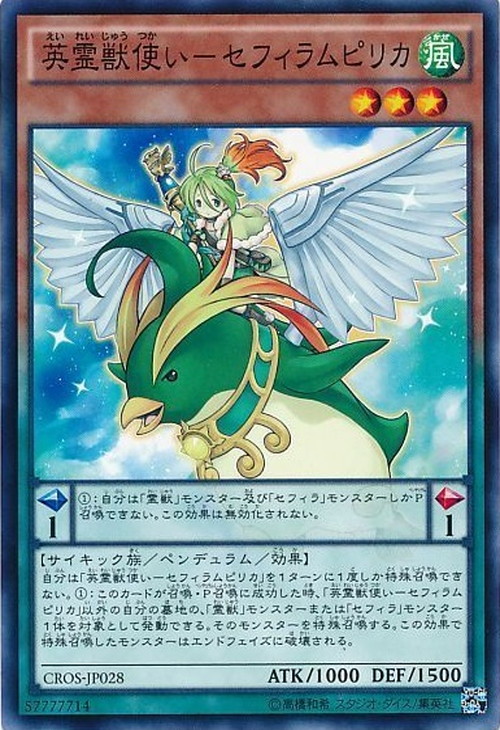 英霊獣使い－セフィラムピリカ
風
1
①:自分は「霊獣」モンスター及び「セフィラ」モンスターしかP
召喚できない。この効果は無効化されない。
1
【サイキック族／ペンデュラム／効果】
自分は「英霊獣使い－セフィラムピリカ」を1ターンに1度しか特殊召喚でき
ない。①:このカードが召喚・P召喚に成功した時、「英霊獣使い－セフィラム
ピリカ」以外の自分の墓地の、「霊獣」モンスターまたは「セフィラ」モンスター
1体を対象として発動できる。そのモンスターを特殊召喚する。この効果で
特殊召喚したモンスターはエンドフェイズに破壊される。
ATK/1000 DEF/1500
CROS-JP028
57777714
©高橋和希 スタジオ・ダイス/集英社